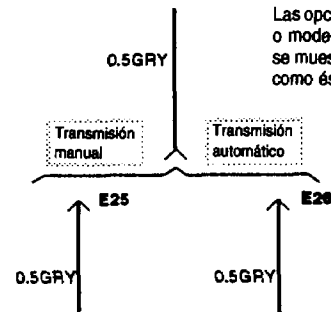 Las opc
o mode
se mues
como és
0.5GRY
Transmisión
manual
Transmisión
automático
E25
E26
0.5GRY
0.5GRY